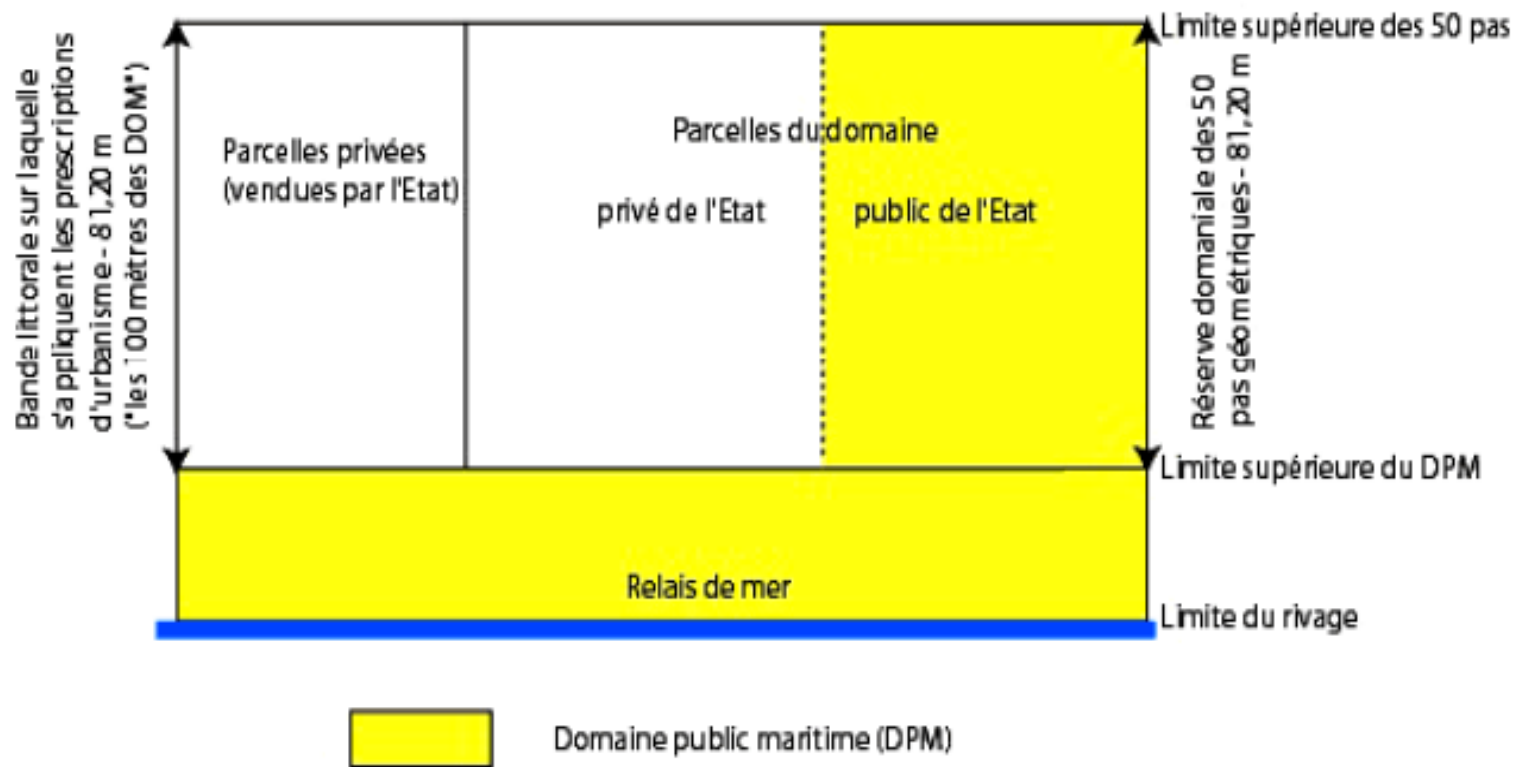 Limite supérieure des 50 pas
Bande littorale sur laquelle
s'appliquent les prescriptions
d'urbanisme - 81,20 m
("les 100 mètres des DOM")
Parcelles privées
(vendues par l'Etat)
Parcelles du domaine
privé de l'Etat
public de l'Etat
Réserve domaniale des 50
pas géométriques - 81,20 m
Limite supérieure du DPM
Relais de mer
Limite du rivage
Domaine public maritime (DPM)